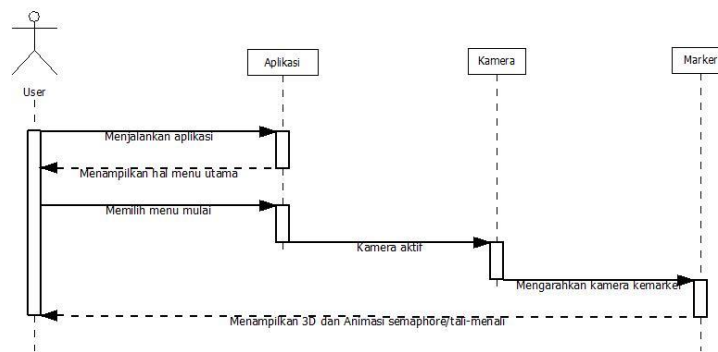 Aplikasi
Kamera
Marker
User
Menjalankan aplikasi
Menampilkan hal menu utama
Memilih menu mulai
Kamera aktif
Mengarahkan kamera kemarker
Menampilkan 3D dan Animasi semaphore/tali-menali